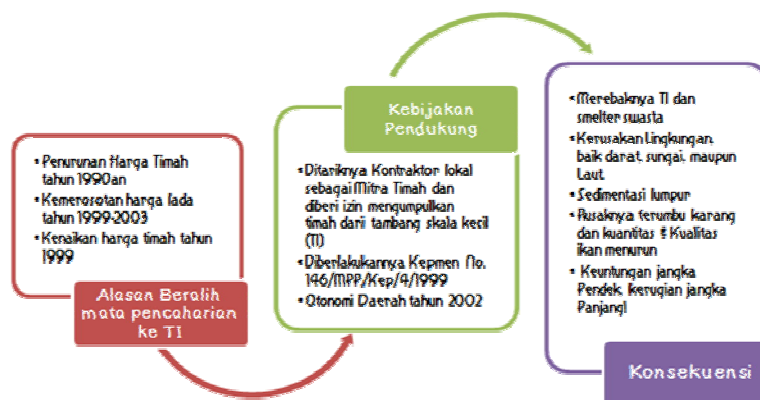 • Penurunan Harga Timah
tahun 1990an
• Kemerosotan harga lada
tahun 1999-2003
• Kenaikan harga timah tahun
1999
Alasan Beralih
mata pencaharian
ke TI
Kebijakan
Pendukung
• Ditariknya Kontraktor lokal
sebagai Mitra Timah dan
diberi izin mengumpulkan
timah darii tambang skala kecil
(TI)
• Diberlakukannya Kepmen No.
146/MPP/Kep/4/1999
• Otonomi Daerah tahun 2002
• Merebaknya TI dan
smelter swasta
• Kerusakan Lingkungan,
baik darat, sungai, maupun
Laut
• Sedimentasi lumpur
• Rusaknya terumbu karang
dan kuantitas & Kualitas
ikan menurun
• Keuntungan jangka
Pendek, kerugian jangka
Panjang!
Konsekuensi